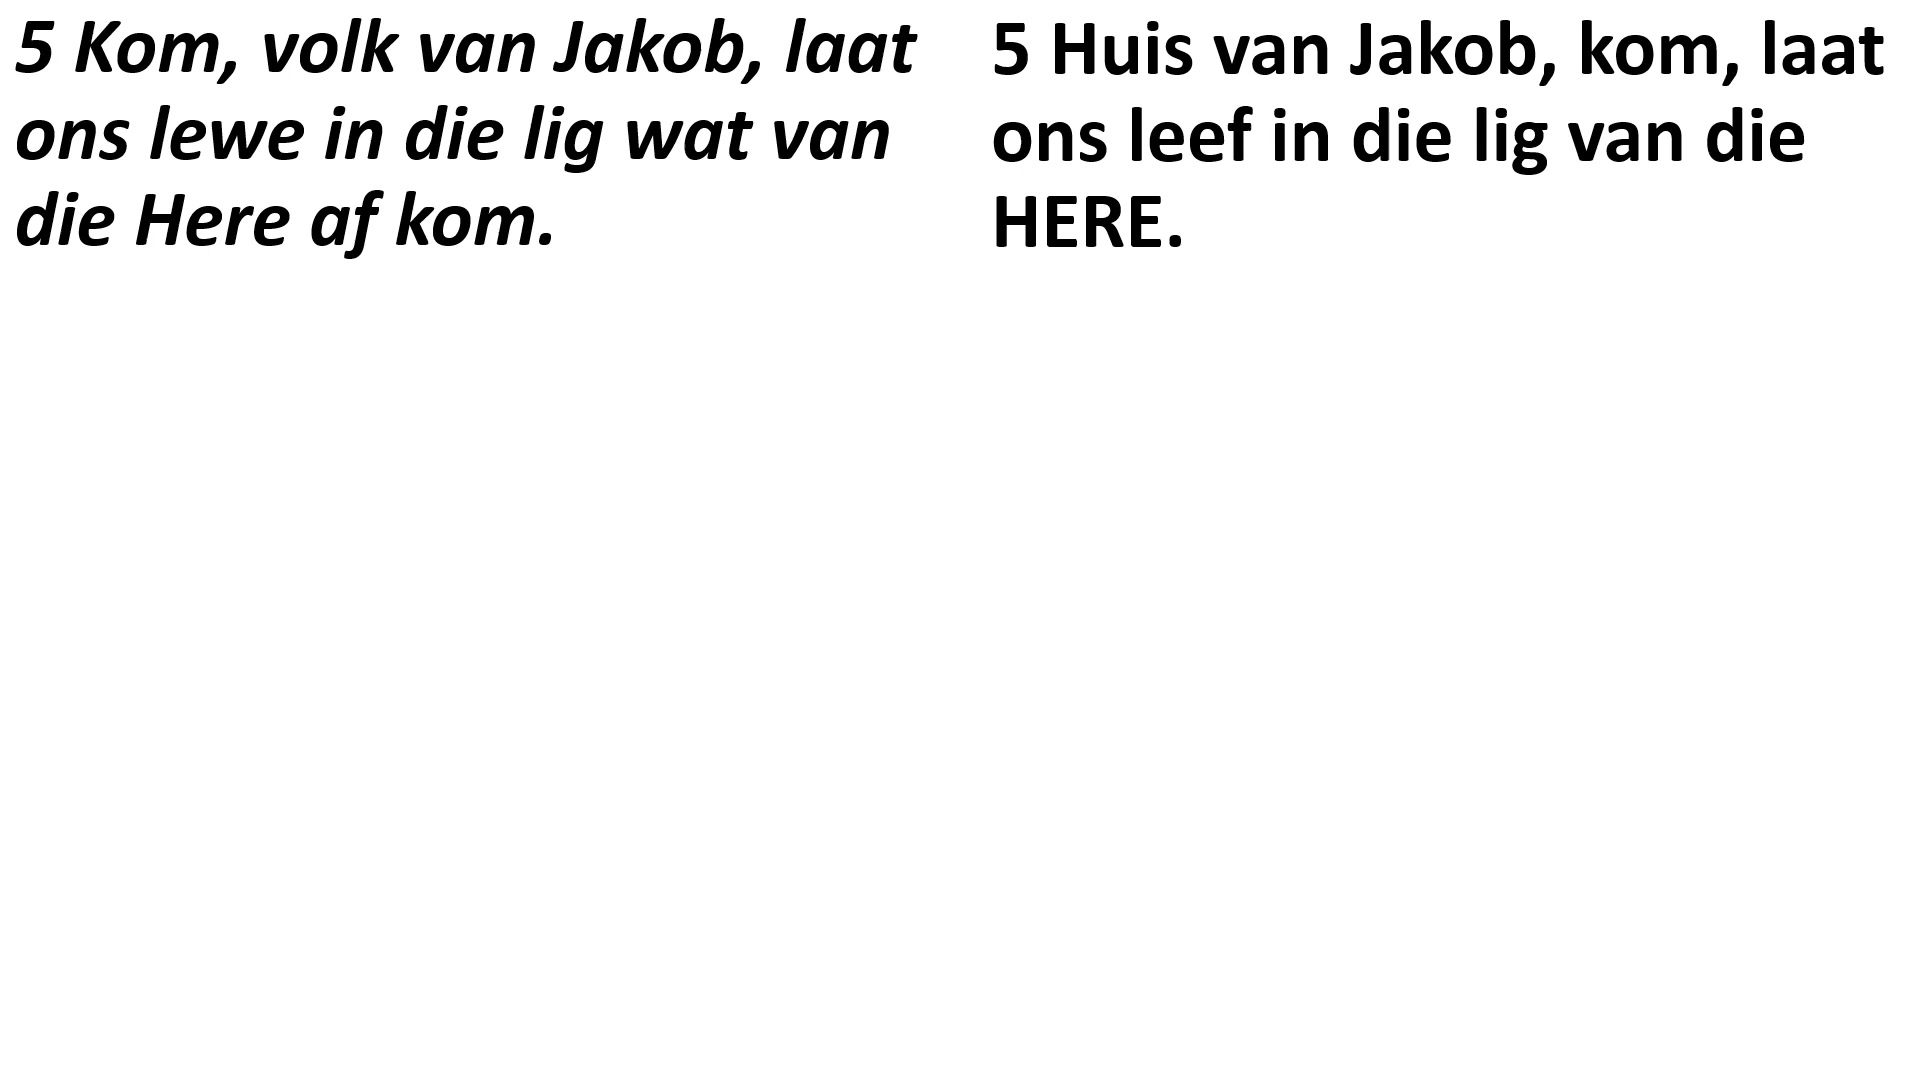 5 Kom, volk van Jakob, laat
ons lewe in die lig wat van
die Here af kom.
5 Huis van Jakob, kom, laat
ons leef in die lig van die
HERE.